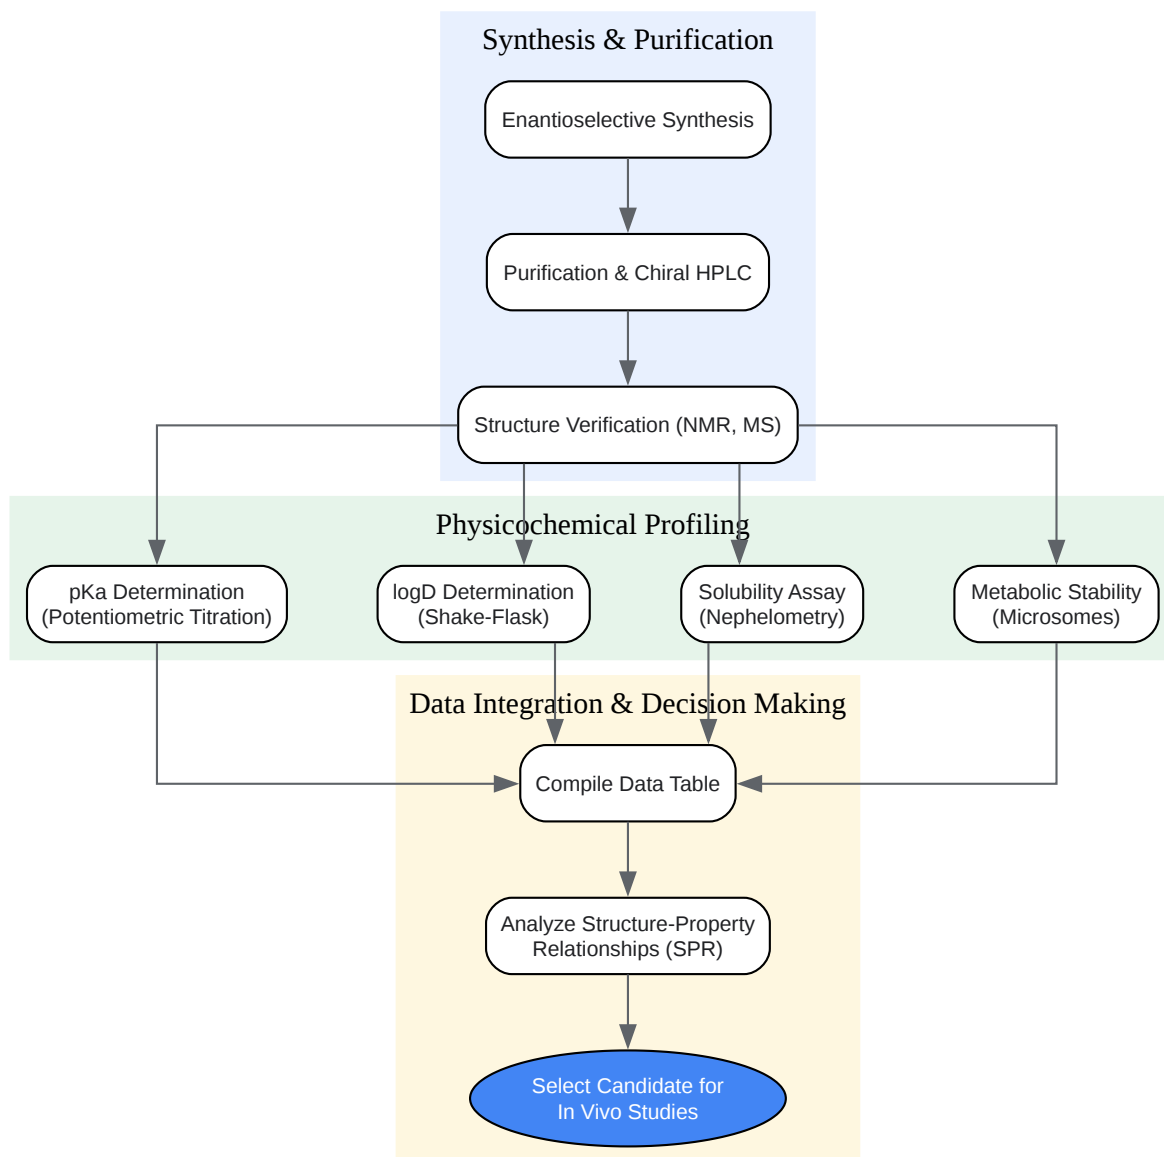 Synthesis & Purification
Enantioselective Synthesis
Purification & Chiral HPLC
Structure Verification (NMR, MS)
Physicochemical Profiling
pKa Determination
(Potentiometric Titration)
logD Determination
(Shake-Flask)
Solubility Assay
(Nephelometry)
Metabolic Stability
(Microsomes)
Data Integration & Decision Making
Compile Data Table
Analyze Structure-Property
Relationships (SPR)
Select Candidate for
In Vivo Studies